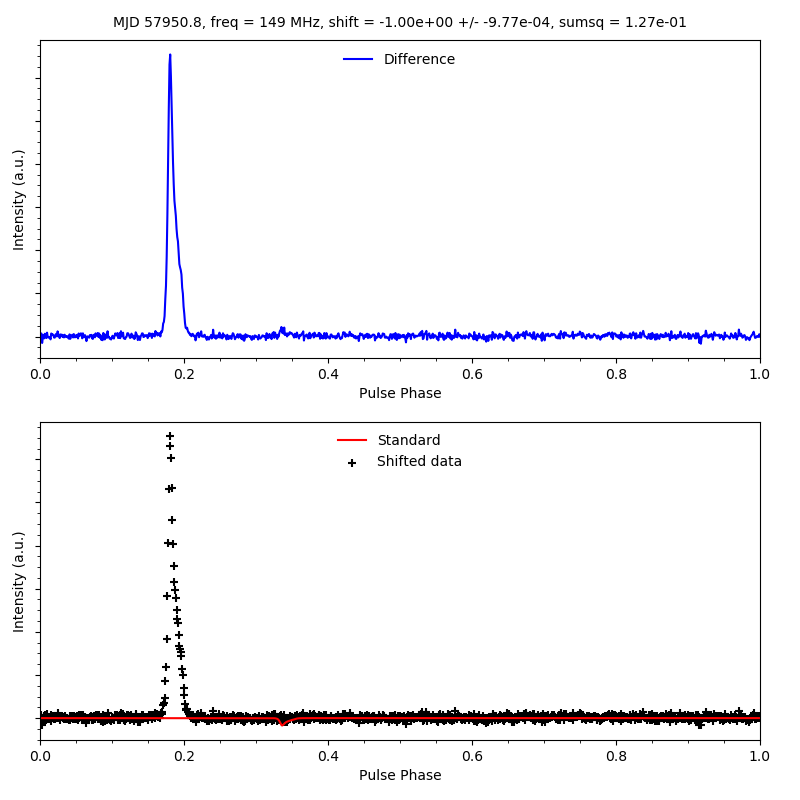 MJD 57950.8, freq = 149 MHz, shift = -1.00e+00 +/- -9.77e-04, sumsq = 1.27e-01
Difference
Intensity (a.u.)
0.0 0.2 0.4 0.6 0.8 1.0
Pulse Phase
Standard
Shifted data
Intensity (a.u.)
0.0 0.2 0.4 0.6 0.8 1.0
Pulse Phase